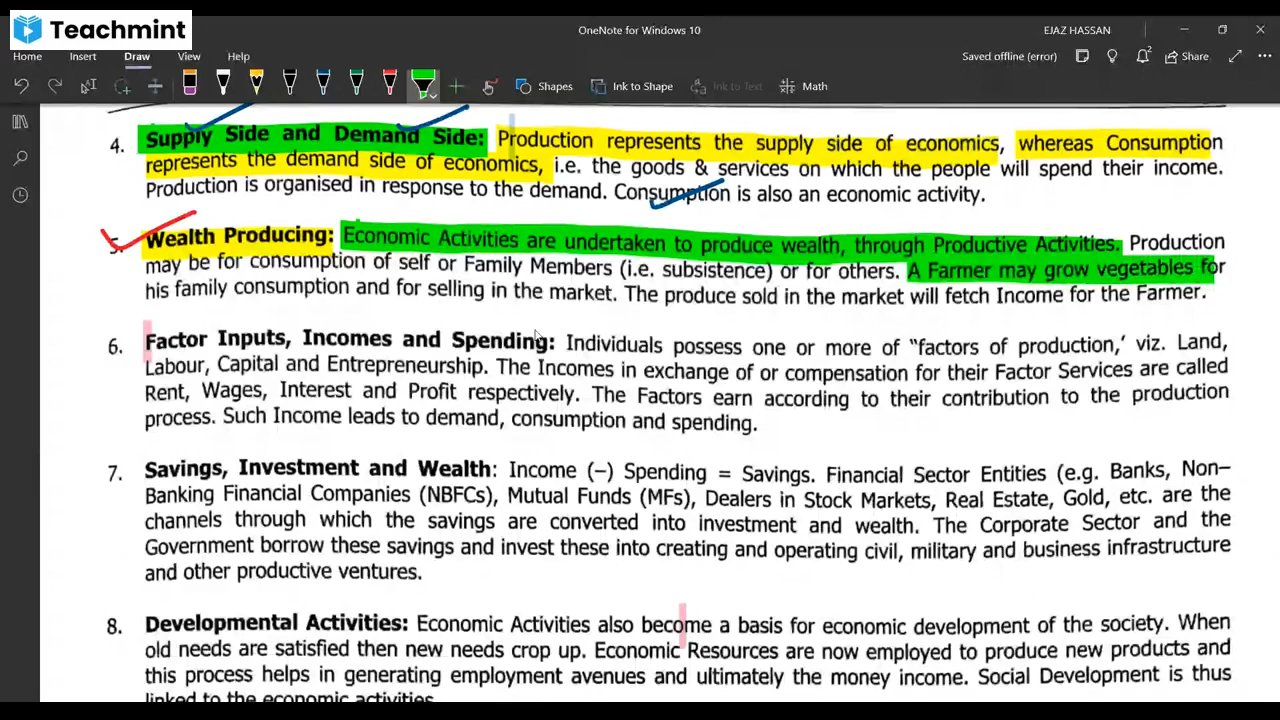 Teachmint
OneNote for Windows 10
EJAZ HASSAN
Home Insert Draw View Help
Saved offline (error)
Share
Shapes Ink to Shape Ink to Text Math
4. Supply Side and Demand Side: Production represents the supply side of economics, whereas Consumption
represents the demand side of economics, i.e. the goods & services on which the people will spend their income.
Production is organised in response to the demand. Consumption is also an economic activity.
5. Wealth Producing: Economic Activities are undertaken to produce wealth, through Productive Activities. Production
may be for consumption of self or Family Members (i.e. subsistence) or for others. A Farmer may grow vegetables for
his family consumption and for selling in the market. The produce sold in the market will fetch Income for the Farmer.
6. Factor Inputs, Incomes and Spending: Individuals possess one or more of “factors of production,’ viz. Land,
Labour, Capital and Entrepreneurship. The Incomes in exchange of or compensation for their Factor Services are called
Rent, Wages, Interest and Profit respectively. The Factors earn according to their contribution to the production
process. Such Income leads to demand, consumption and spending.
7. Savings, Investment and Wealth: Income (–) Spending = Savings. Financial Sector Entities (e.g. Banks, Non–
Banking Financial Companies (NBFCs), Mutual Funds (MFs), Dealers in Stock Markets, Real Estate, Gold, etc. are the
channels through which the savings are converted into investment and wealth. The Corporate Sector and the
Government borrow these savings and invest these into creating and operating civil, military and business infrastructure
and other productive ventures.
8. Developmental Activities: Economic Activities also become a basis for economic development of the society. When
old needs are satisfied then new needs crop up. Economic Resources are now employed to produce new products and
this process helps in generating employment avenues and ultimately the money income. Social Development is thus
linked to the economic activities.